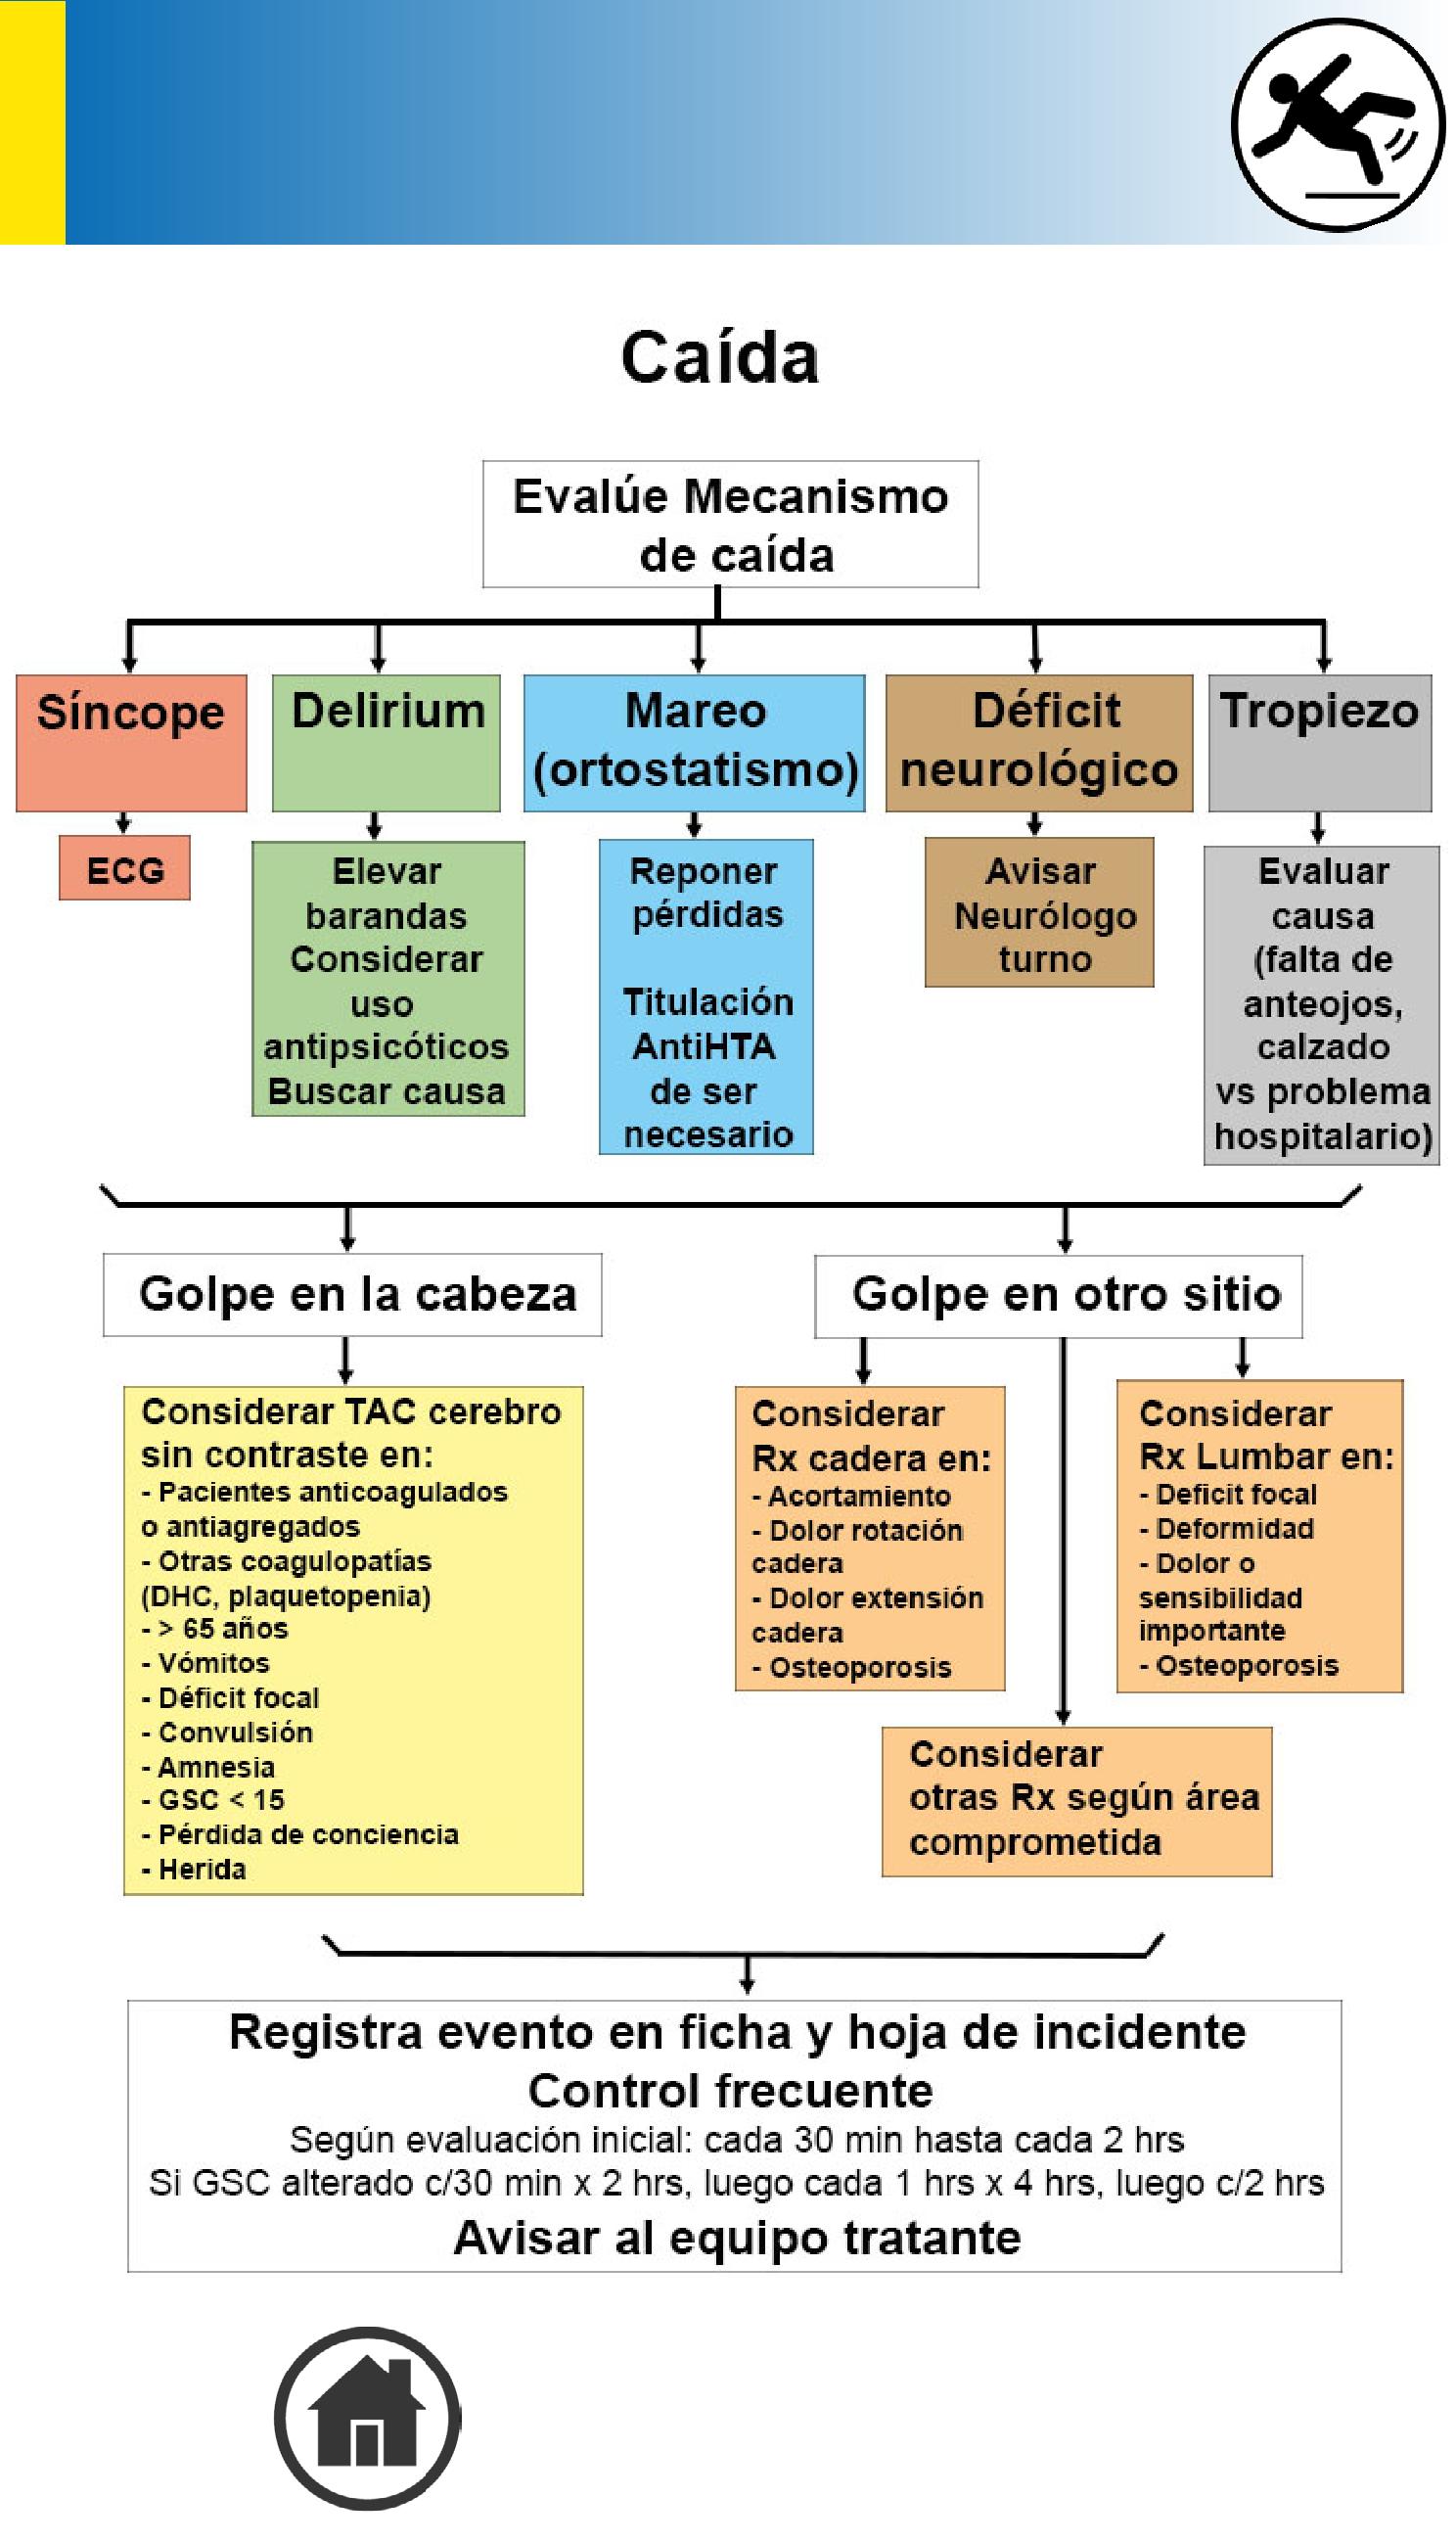 Caída
Evalúe Mecanismo
de caída
Síncope
ECG
Delirium
Elevar
barandas
Considerar
uso
antipsicóticos
Buscar causa
Mareo
(ortostatismo)
Reponer
pérdidas
Titulación
AntiHTA
de ser
necesario
Déficit
neurológico
Avisar
Neurólogo
turno
Tropiezo
Evaluar
causa
(falta de
anteojos,
calzado
vs problema
hospitalario)
Golpe en la cabeza
Considerar TAC cerebro
sin contraste en:
- Pacientes anticoagulados
o antiagregados
- Otras coagulopatías
(DHC, plaquetopenia)
- > 65 años
- Vómitos
- Déficit focal
- Convulsión
- Amnesia
- GSC < 15
- Pérdida de conciencia
- Herida
Golpe en otro sitio
Considerar
Rx cadera en:
- Acortamiento
- Dolor rotación
cadera
- Dolor extensión
cadera
- Osteoporosis
Considerar
Rx Lumbar en:
- Deficit focal
- Deformidad
- Dolor o
sensibilidad
importante
- Osteoporosis
Considerar
otras Rx según área
comprometida
Registra evento en ficha y hoja de incidente
Control frecuente
Según evaluación inicial: cada 30 min hasta cada 2 hrs
Si GSC alterado c/30 min x 2 hrs, luego cada 1 hrs x 4 hrs, luego c/2 hrs
Avisar al equipo tratante